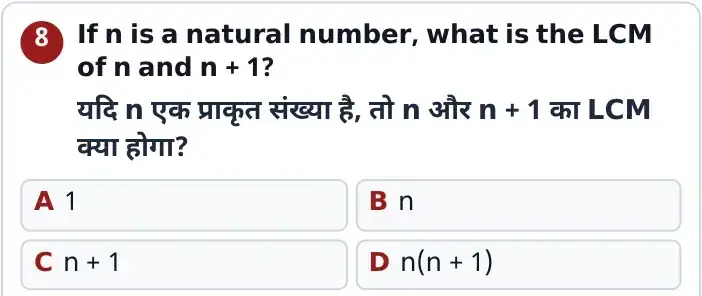 8 If n is a natural number, what is the LCM
of n and n + 1?
यदि n एक प्राकृत संख्या है, तो n और n + 1 का LCM
क्या होगा?
A 1
B n
C n + 1
D n(n + 1)